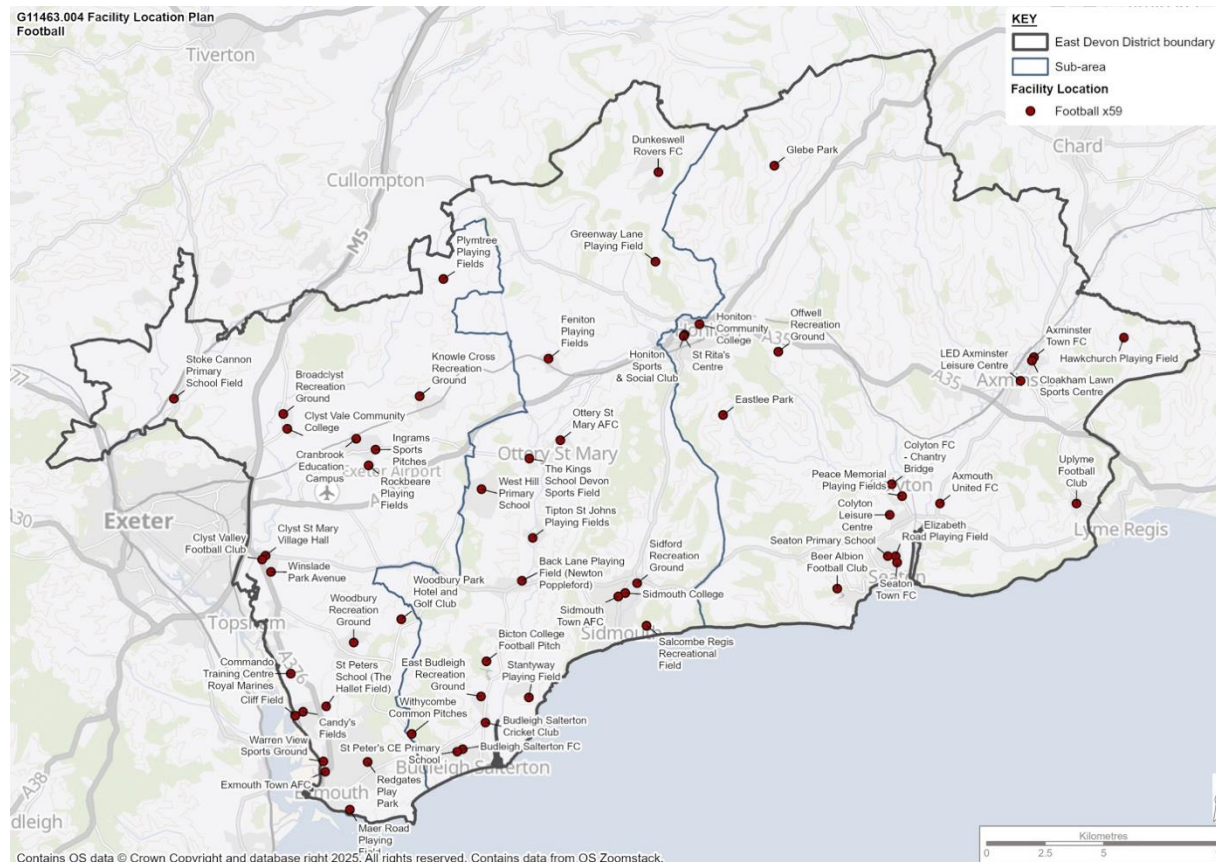 G11463.004 Facility Location Plan
Football
KEY
East Devon District boundary
Sub-area
Facility Location
Football x59
Tiverton
Cullompton
M5
Chard
Dunkeswell
Rovers FC
Glebe Park
Greenway Lane
Playing Field
Plymtree
Playing
Fields
Feniton
Playing
Fields
Honiton
Community
College
Honiton
Sports
& Social Club
St Rita's
Centre
Offwell
Recreation
Ground
A35
Axminster
Town FC
LED Axminster
Leisure Centre
Hawkchurch Playing Field
Cloakham Lawn
Sports Centre
A35
Stoke Cannon
Primary
School Field
Broadclyst
Recreation
Ground
Knowle Cross
Recreation
Ground
Clyst Vale Community
College
Cranbrook
Education
Campus
Ingrams
Sports
Pitches
Exeter Airport
Rockbeare
Playing
Fields
Ottery St
Mary AFC
Ottery St Mary
The Kings
School Devon
Sports Field
West Hill
Primary
School
Tipton St Johns
Playing Fields
Eastlee Park
Colyton FC
- Chantry
Bridge
Peace Memorial
Playing Fields
Axmouth
United FC
Uplyme
Football
Club
Lyme Regis
Colyton
Leisure
Centre
Elizabeth
Road Playing Field
Seaton Primary School
Beer Albion
Football Club
Seaton
Seaton
Town FC
A30
Exeter
Clyst St Mary
Village Hall
Clyst Valley
Football Club
Winslade
Park Avenue
Topsham
A376
Woodbury
Recreation
Ground
Woodbury Park
Hotel and
Golf Club
Back Lane Playing
Field (Newton
Poppleford)
Sidford
Recreation
Ground
Sidmouth College
Sidmouth
Town AFC
Sidmouth
Salcombe Regis
Recreational
Field
Bicton College
Football Pitch
Commando
Training Centre
Royal Marines
St Peters
School (The
Hallet Field)
East Budleigh
Recreation
Ground
Stantyway
Playing Field
Cliff Field
Candy's
Fields
Withycombe
Common Pitches
Budleigh Salterton
Cricket Club
Warren View
Sports Ground
St Peter's CE Primary
School
Budleigh Salterton FC
Budleigh Salterton
Exmouth Town AFC
Exmouth
Redgates
Play
Park
Maer Road
Playing
Field
A38
Kilometres
0 2.5 5
Contains OS data © Crown Copyright and database right 2025. All rights reserved. Contains data from OS Zoomstack.